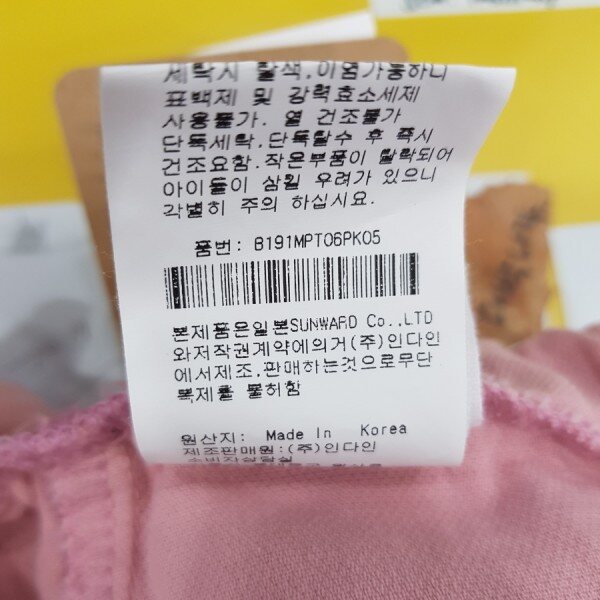 세탁시 탈색,이염가능하니
표백제 및 강력효소세제
사용불가. 열 건조불가
단독세탁,단독탈수 후 즉시
건조요함.작은부품이 탈락되어
아이들이 삼킬 우려가 있으니
각별히 주의 하십시요.
품번: B191MPT06PK05
본제품은일본SUNWARD Co.,LTD
와저작권계약에의거(주)인다인
에서제조,판매하는것으로무단
복제를 불허함
원산지: Made In Korea
제조판매원:(주)인다인